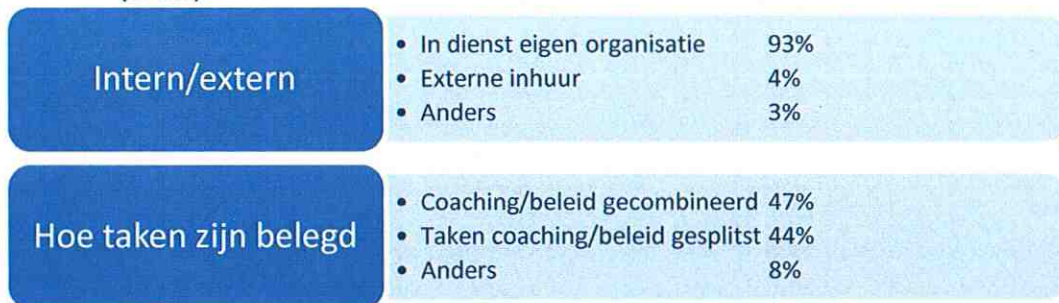 Intern/extern
• In dienst eigen organisatie 93%
• Externe inhuur 4%
• Anders 3%
Hoe taken zijn belegd
• Coaching/beleid gecombineerd 47%
• Taken coaching/beleid gesplitst 44%
• Anders 8%